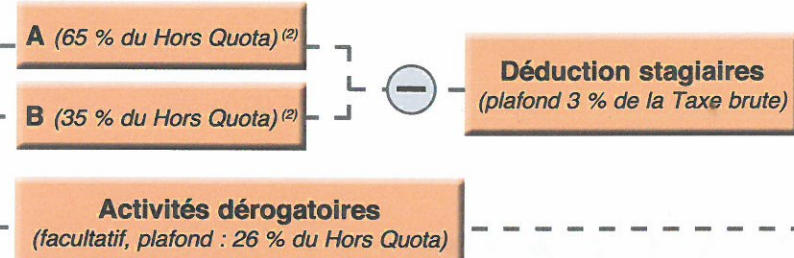 A (65 % du Hors Quota) (2)
B (35 % du Hors Quota) (2)
Déduction stagiaires
(plafond 3 % de la Taxe brute)
Activités dérogatoires
(facultatif, plafond : 26 % du Hors Quota)